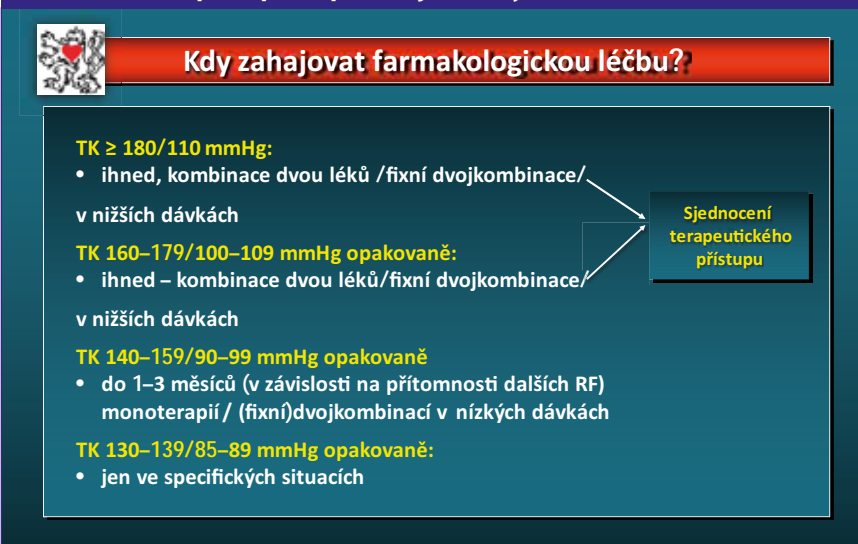 Kdy zahajovat farmakologickou léčbu?
TK ≥ 180/110 mmHg:
• ihned, kombinace dvou léků /fixní dvojkombinace/
v nižších dávkách
TK 160–179/100–109 mmHg opakovaně:
• ihned – kombinace dvou léků/fixní dvojkombinace/
v nižších dávkách
TK 140–159/90–99 mmHg opakovaně
• do 1–3 měsíců (v závislosti na přítomnosti dalších RF)
monoterapií / (fixní)dvojkombinací v nízkých dávkách
TK 130–139/85–89 mmHg opakovaně:
• jen ve specifických situacích
Sjednocení
terapeutického
přístupu